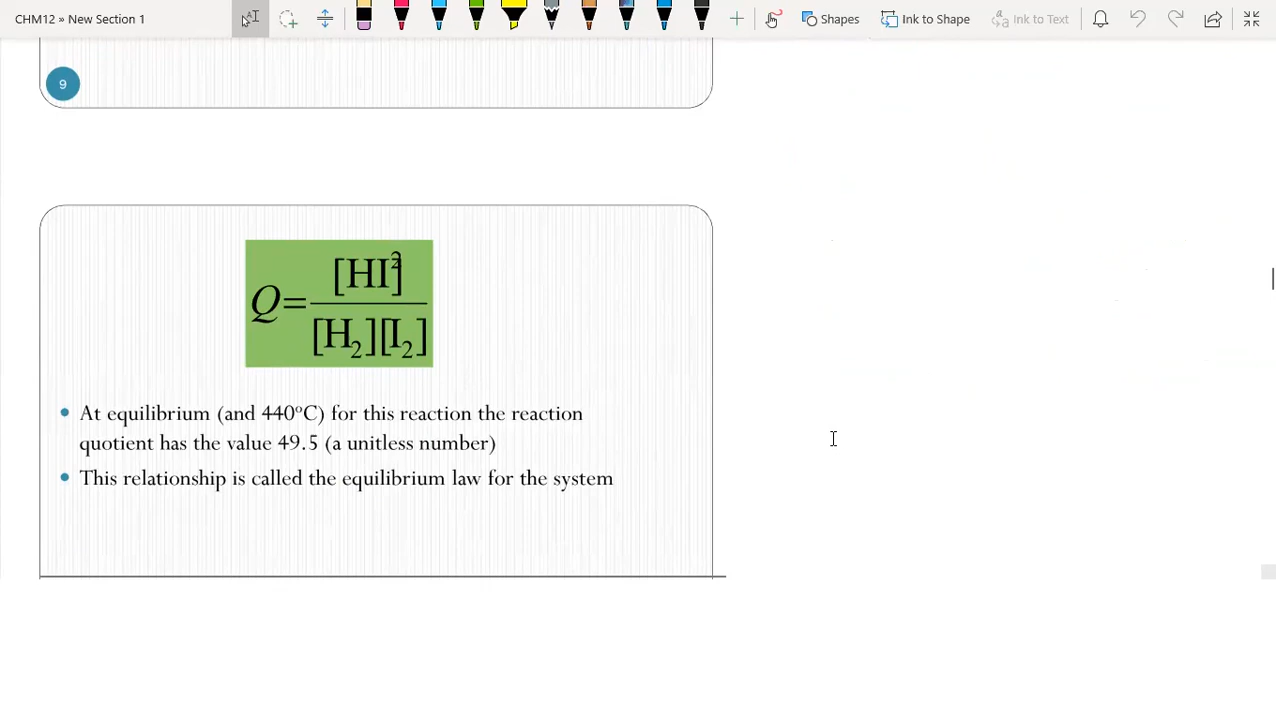 CHM12 » New Section 1
Shapes
Ink to Shape
Ink to Text
9
Q=[HI]²/[H₂][I₂]
• At equilibrium (and 440°C) for this reaction the reaction
quotient has the value 49.5 (a unitless number)
• This relationship is called the equilibrium law for the system